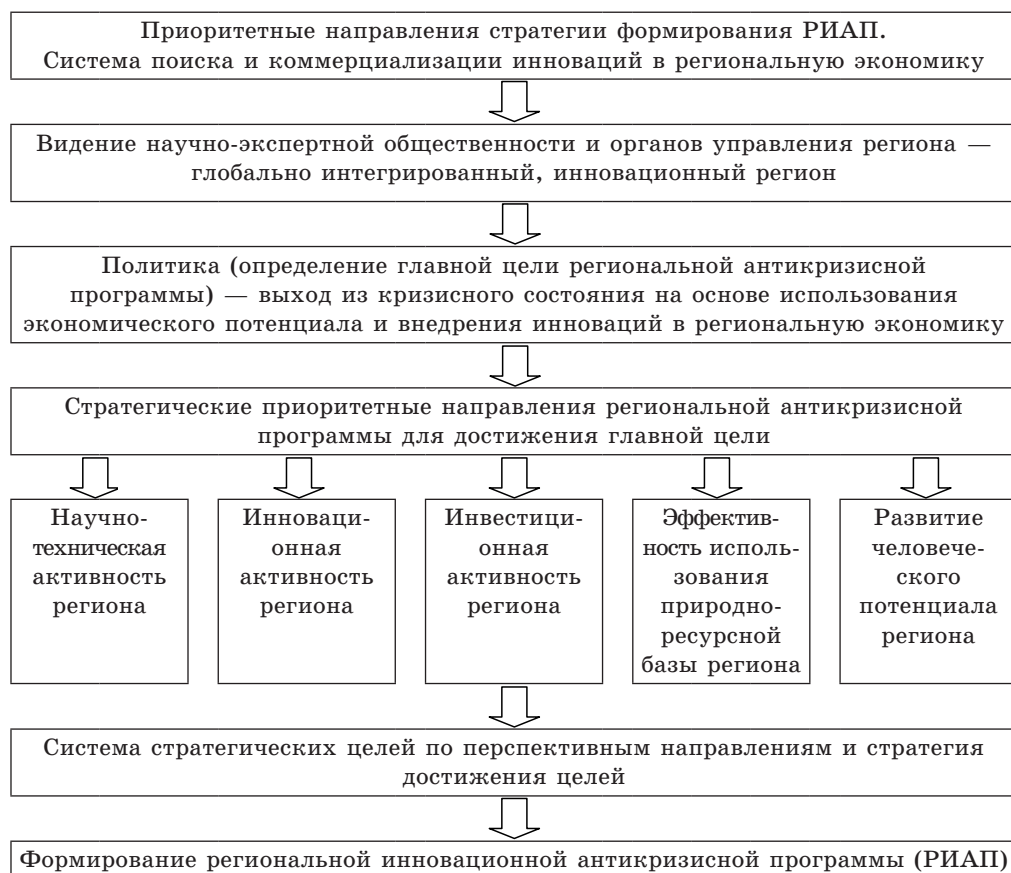 Приоритетные направления стратегии формирования РИАП.
Система поиска и коммерциализации инноваций в региональную экономику
Видение научно-экспертной общественности и органов управления региона —
глобально интегрированный, инновационный регион
Политика (определение главной цели региональной антикризисной
программы) — выход из кризисного состояния на основе использования
экономического потенциала и внедрения инноваций в региональную экономику
Стратегические приоритетные направления региональной антикризисной
программы для достижения главной цели
Научно-
техническая
активность
региона
Инноваци-
онная
активность
региона
Инвестици-
онная
активность
региона
Эффектив-
ность исполь-
зования
природно-
ресурсной
базы региона
Развитие
человече-
ского
потенциала
региона
Система стратегических целей по перспективным направлениям и стратегия
достижения целей
Формирование региональной инновационной антикризисной программы (РИАП)